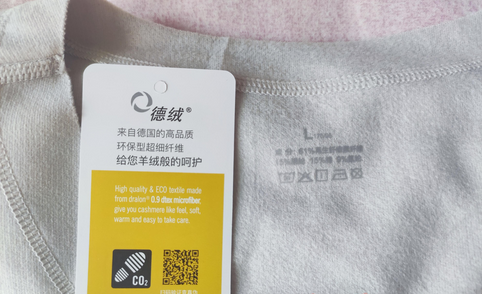 德绒®
来自德国的高品质
环保型超细纤维
给您羊绒般的呵护
High quality & ECO textile made
from dralon® 0.9 dtex microfiber,
give you cashmere like feel, soft,
warm and easy to take care.
CO₂
L